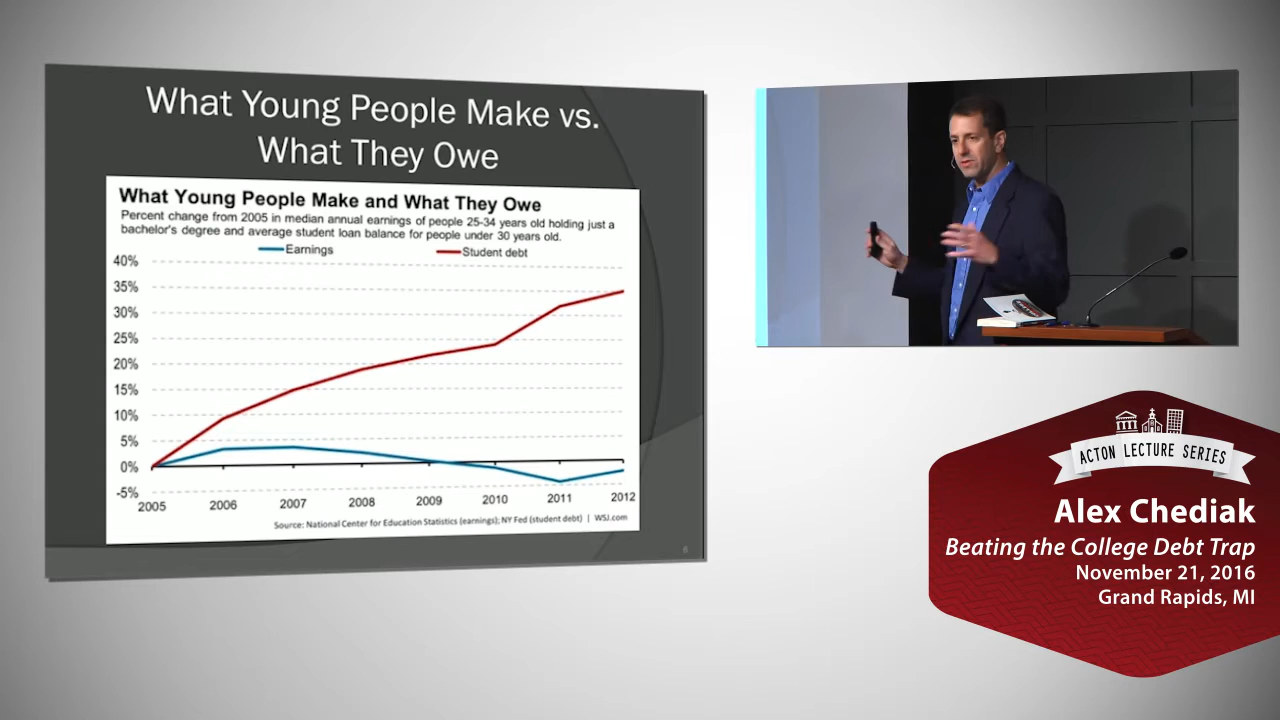 What Young People Make vs.
What They Owe
What Young People Make and What They Owe
Percent change from 2005 in median annual earnings of people 25-34 years old holding just a
bachelor's degree and average student loan balance for people under 30 years old.
Earnings
Student debt
40%
35%
30%
25%
20%
15%
10%
5%
0%
-5%
2005
2006
2007
2008
2009
2010
2011
2012
Source: National Center for Education Statistics (earnings); NY Fed (student debt) | WSJ.com
6
ACTON LECTURE SERIES
Alex Chediak
Beating the College Debt Trap
November 21, 2016
Grand Rapids, MI